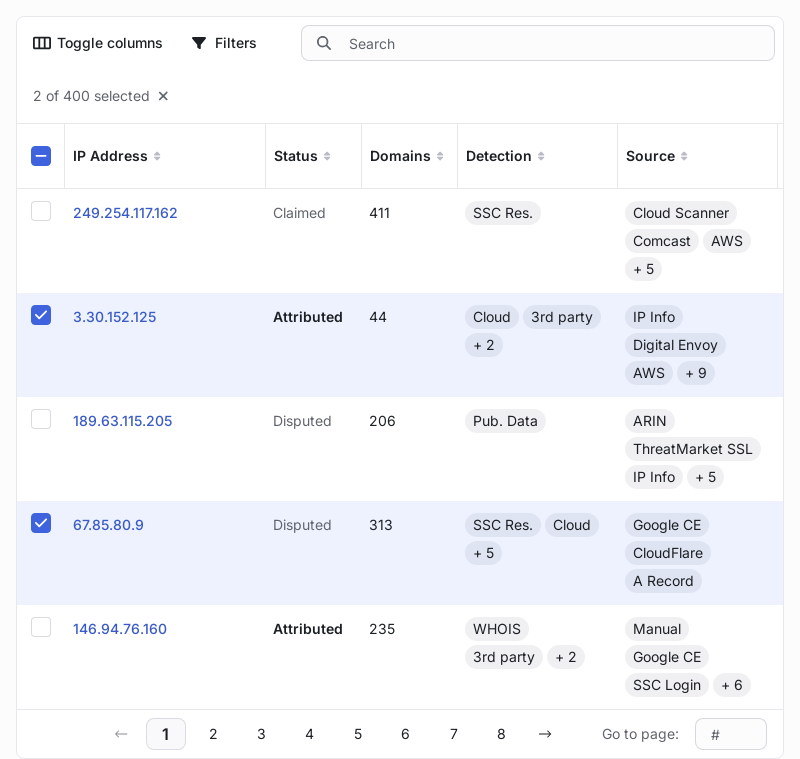 Toggle columns Filters Search
2 of 400 selected
IP Address Status Domains Detection Source
249.254.117.162 Claimed 411 SSC Res. Cloud Scanner
Comcast AWS
+ 5
3.30.152.125 Attributed 44 Cloud 3rd party IP Info
+ 2 Digital Envoy
AWS + 9
189.63.115.205 Disputed 206 Pub. Data ARIN
ThreatMarket SSL
IP Info + 5
67.85.80.9 Disputed 313 SSC Res. Cloud Google CE
+ 5 CloudFlare
A Record
146.94.76.160 Attributed 235 WHOIS Manual
3rd party + 2 Google CE
SSC Login + 6
← 1 2 3 4 5 6 7 8 → Go to page: #